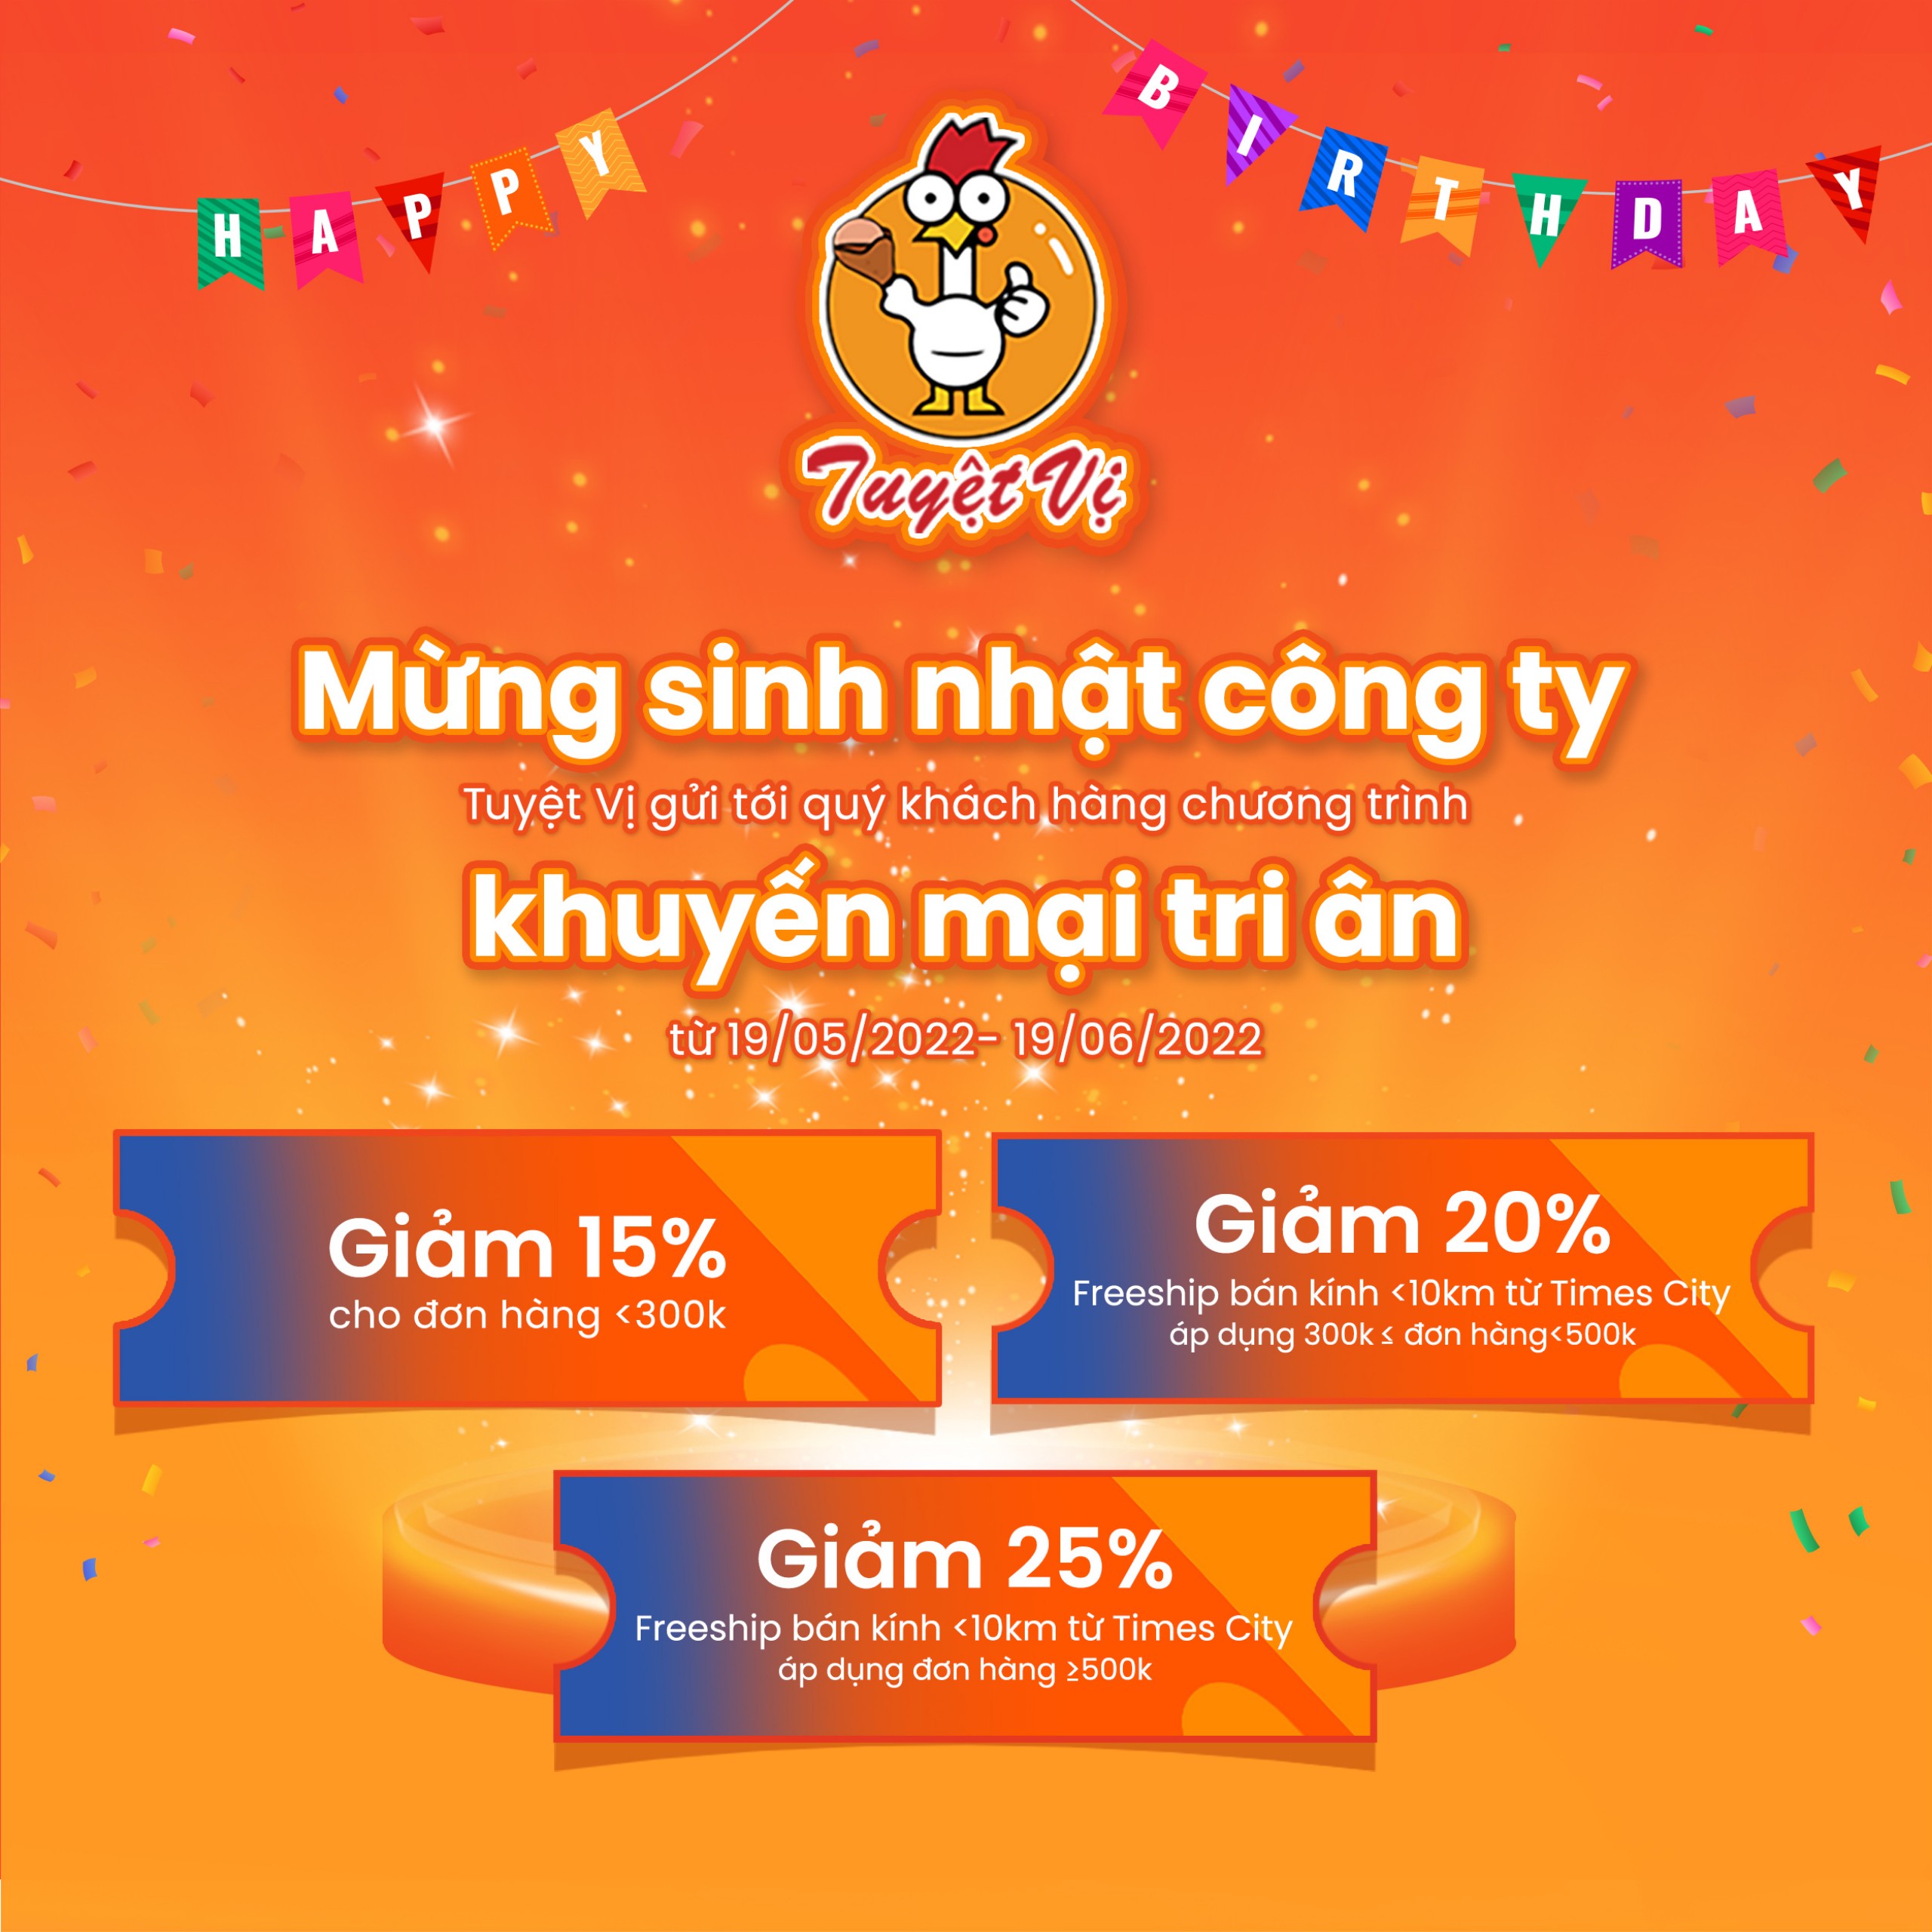 HAPPY BIRTHDAY
Tuyệt Vị
Mừng sinh nhật công ty
Tuyệt Vị gửi tới quý khách hàng chương trình
khuyến mại tri ân
từ 19/05/2022- 19/06/2022
Giảm 15%
cho đơn hàng <300k
Giảm 20%
Freeship bán kính <10km từ Times City
áp dụng 300k ≤ đơn hàng<500k
Giảm 25%
Freeship bán kính <10km từ Times City
áp dụng đơn hàng ≥500k